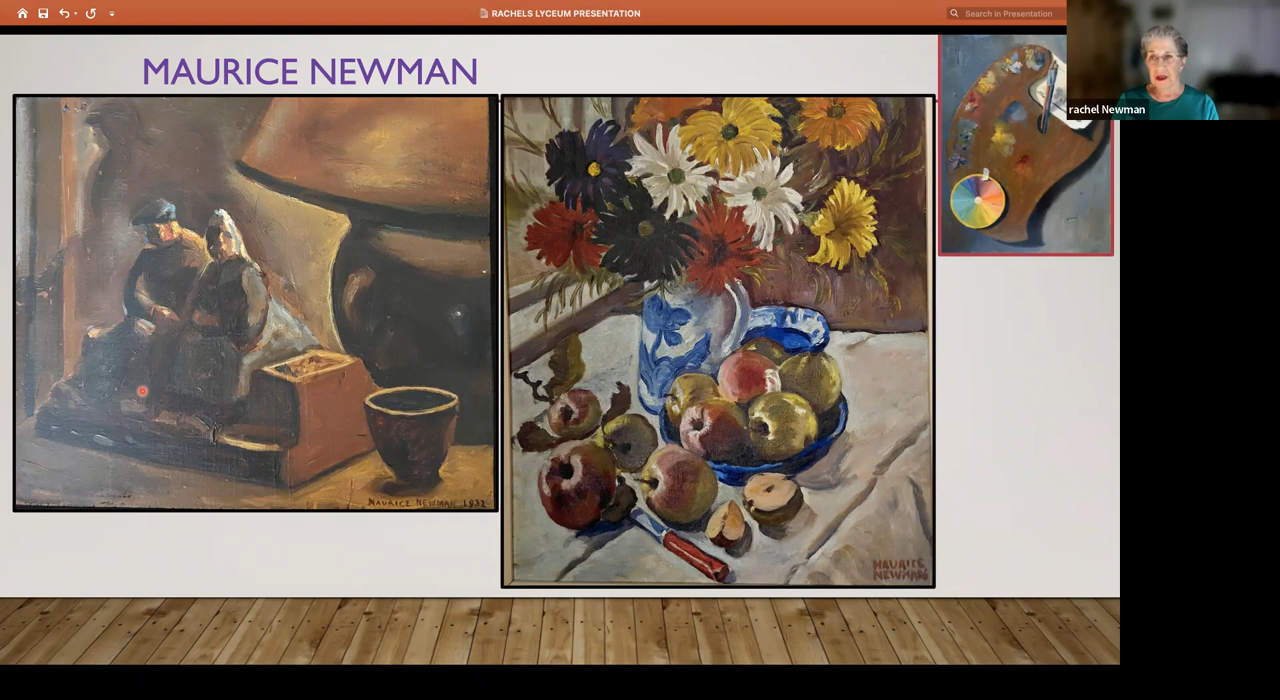 RACHELS LYCEUM PRESENTATION
Search in Presentation
rachel Newman
MAURICE NEWMAN
MAURICE NEWMAN 1932
MAURICE
NEWMAN